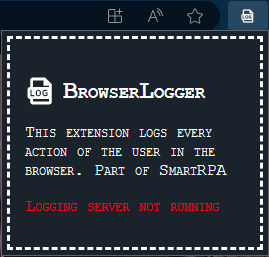 LOG
LOG BrowserLogger
This extension logs every
action of the user in the
browser. Part of SmartRPA
Logging server not running